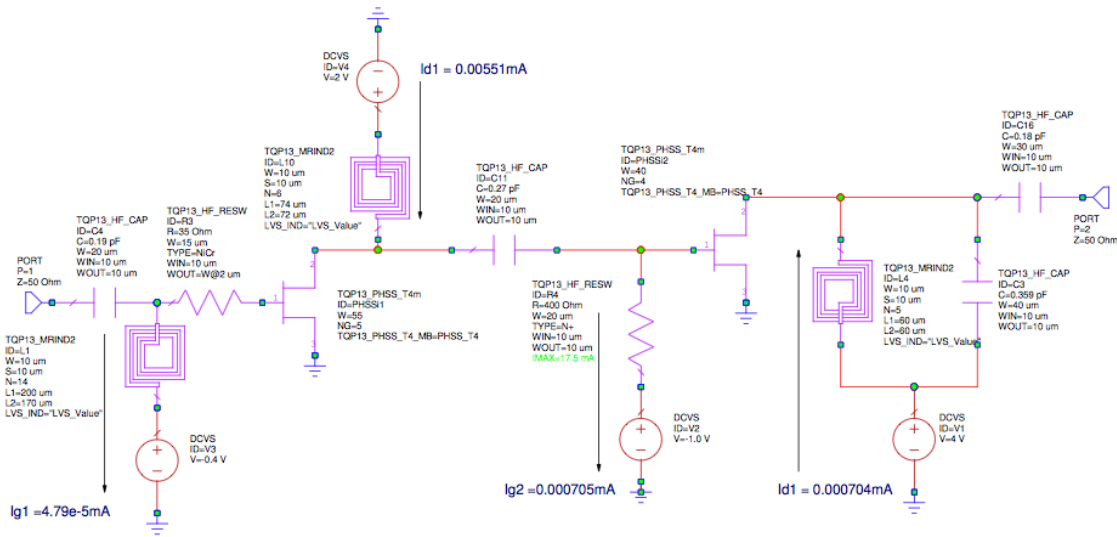 DCVS
ID=V4
V=2 V
Id1 = 0.00551mA
TQP13_MRIND2
ID=L10
W=10 um
S=10 um
N=6
L1=74 um
L2=72 um
LVS_IND="LVS_Value"
TQP13_HF_CAP
ID=C11
C=0.27 pF
W=20 um
WIN=10 um
WOUT=10 um
TQP13_PHSS_T4m
ID=PHSSi2
W=40
NG=4
TQP13_PHSS_T4_MB=PHSS_T4
TQP13_HF_CAP
ID=C16
C=0.18 pF
W=30 um
WIN=10 um
WOUT=10 um
PORT
P=2
Z=50 Ohm
TQP13_HF_CAP
ID=C4
C=0.19 pF
W=20 um
WIN=10 um
WOUT=10 um
TQP13_HF_RESW
ID=R3
R=35 Ohm
W=15 um
TYPE=NiCr
WIN=10 um
WOUT=W@2 um
PORT
P=1
Z=50 Ohm
2
1
3
TQP13_PHSS_T4m
ID=PHSSi1
W=55
NG=5
TQP13_PHSS_T4_MB=PHSS_T4
2
1
3
TQP13_HF_RESW
ID=R4
R=400 Ohm
W=20 um
TYPE=N+
WIN=10 um
WOUT=10 um
IMAX=17.5 mA
TQP13_MRIND2
ID=L4
W=10 um
S=10 um
N=5
L1=60 um
L2=60 um
LVS_IND="LVS_Value"
TQP13_HF_CAP
ID=C3
C=0.359 pF
W=40 um
WIN=10 um
WOUT=10 um
TQP13_MRIND2
ID=L1
W=10 um
S=10 um
N=14
L1=200 um
L2=170 um
LVS_IND="LVS_Value"
DCVS
ID=V3
V=-0.4 V
DCVS
ID=V2
V=-1.0 V
DCVS
ID=V1
V=4 V
Ig1 =4.79e-5mA
Ig2 =0.000705mA
Id1 = 0.000704mA